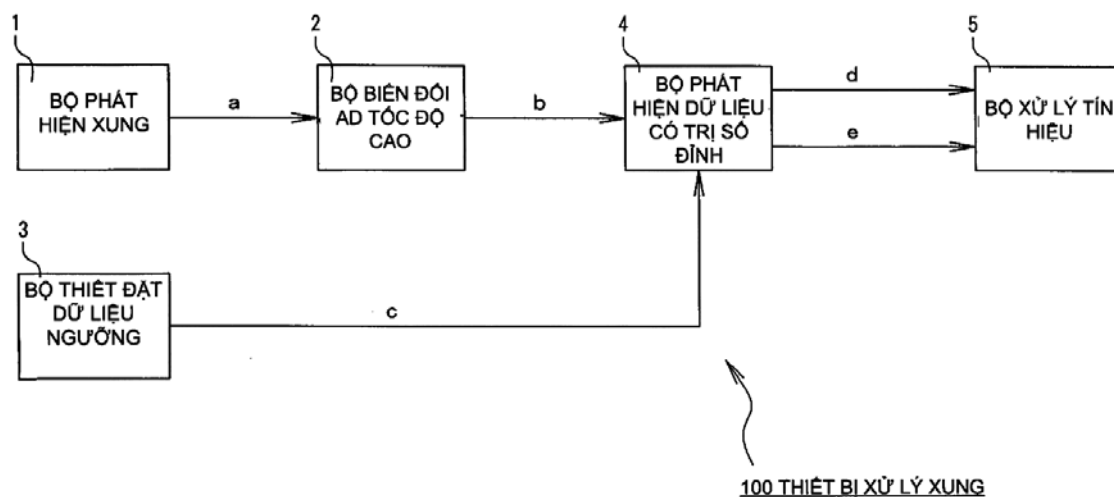 1
BỘ PHÁT
HIỆN XUNG
a
2
BỘ BIẾN ĐỔI
AD TỐC ĐỘ
CAO
b
4
BỘ PHÁT
HIỆN DỮ LIỆU
CÓ TRỊ SỐ
ĐỈNH
d
e
5
BỘ XỬ LÝ TÍN
HIỆU
3
BỘ THIẾT ĐẶT
DỮ LIỆU
NGƯỠNG
c
100 THIẾT BỊ XỬ LÝ XUNG